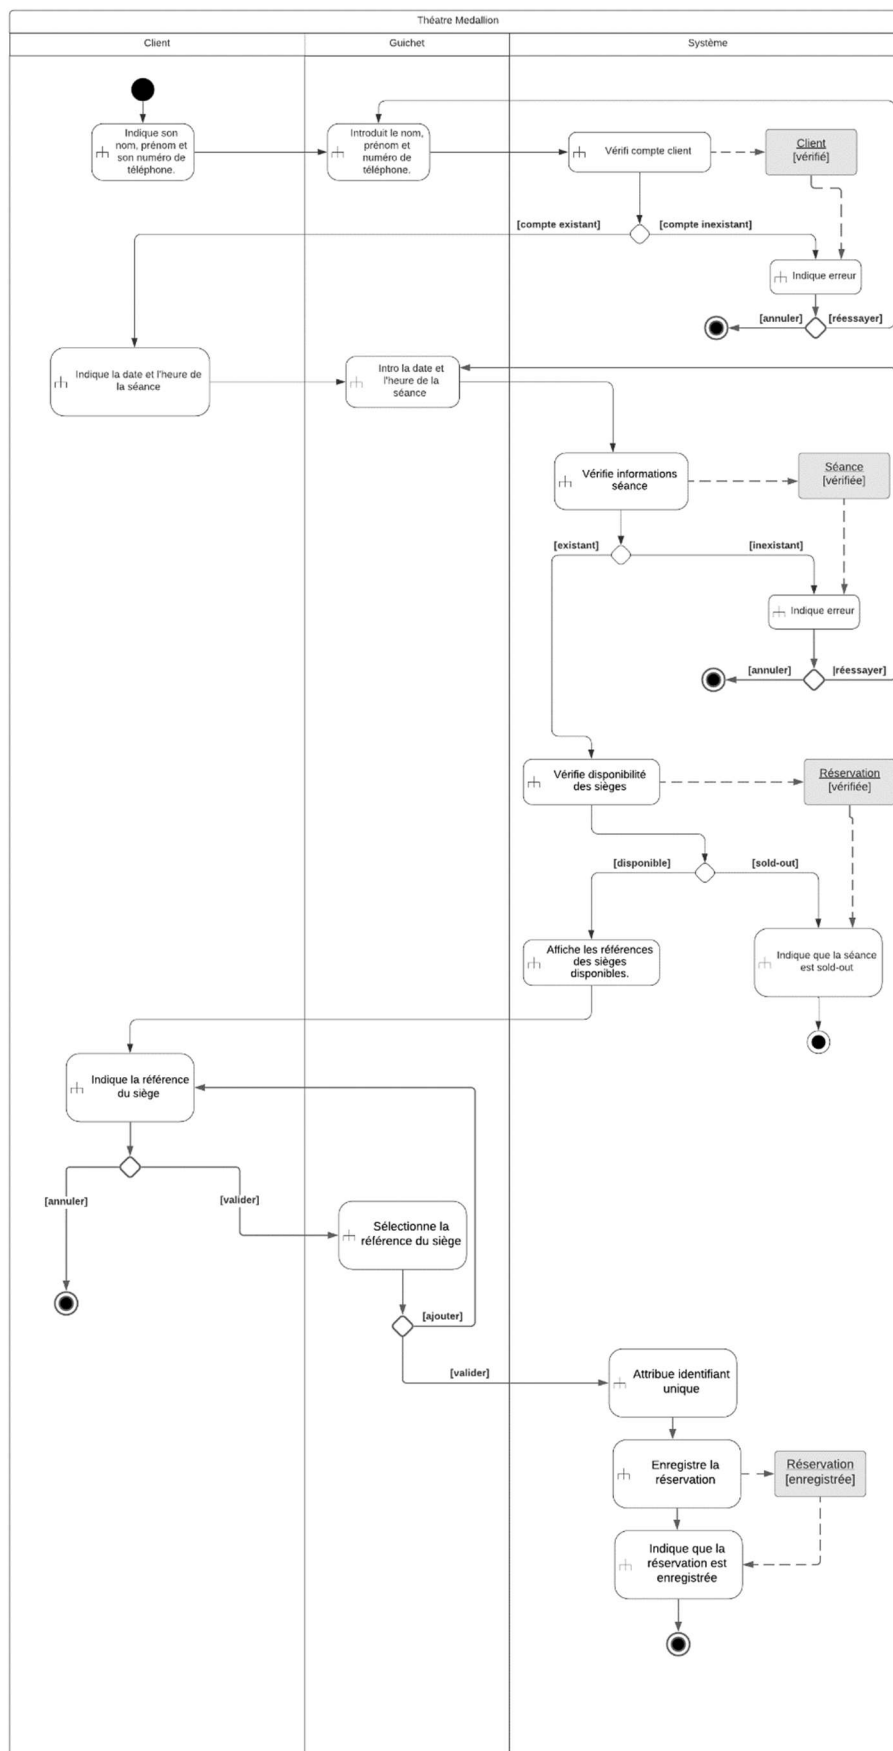 Théatre Medallion
Client
Guichet
Système
Indique son
nom, prénom et
son numéro de
téléphone.
Introduit le nom,
prénom et
numéro de
téléphone.
Vérifi compte client
Client
[vérifié]
[compte existant]
[compte inexistant]
Indique erreur
[annuler]
[réessayer]
Indique la date et l'heure de
la séance
Intro la date et
l'heure de la
séance
Vérifie informations
séance
Séance
[vérifiée]
[existant]
[inexistant]
Indique erreur
[annuler]
|réessayer]
Vérifie disponibilité
des sièges
Réservation
[vérifiée]
[disponible]
[sold-out]
Affiche les références
des sièges
disponibles.
Indique que la séance
est sold-out
Indique la référence
du siège
[annuler]
[valider]
Sélectionne la
référence du siège
[ajouter]
[valider]
Attribue identifiant
unique
Enregistre la
réservation
Réservation
[enregistrée]
Indique que la
réservation est
enregistrée